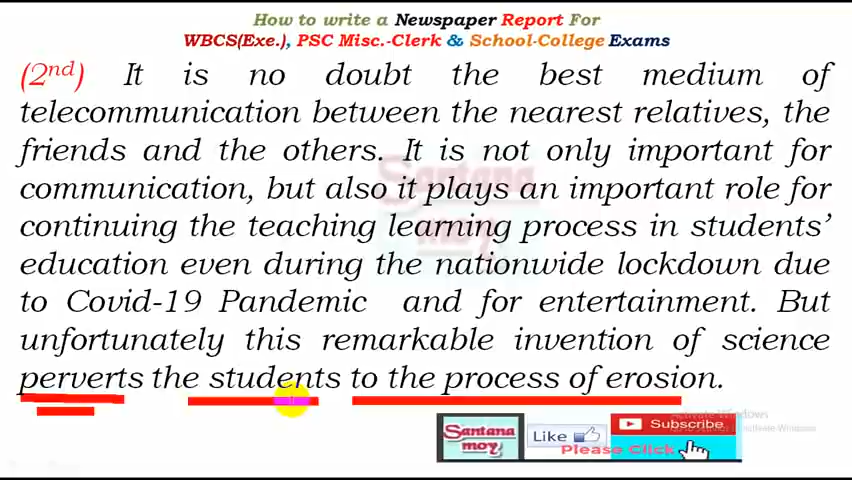 How to write a Newspaper Report For
WBCS(Exe.), PSC Misc.-Clerk & School-College Exams
(2nd) It is no doubt the best medium of
telecommunication between the nearest relatives, the
friends and the others. It is not only important for
communication, but also it plays an important role for
continuing the teaching learning process in students’
education even during the nationwide lockdown due
to Covid-19 Pandemic and for entertainment. But
unfortunately this remarkable invention of science
perverts the students to the process of erosion.
Santana
moy
Activate Windows
Santana
moy
Like
Subscribe
Please Click